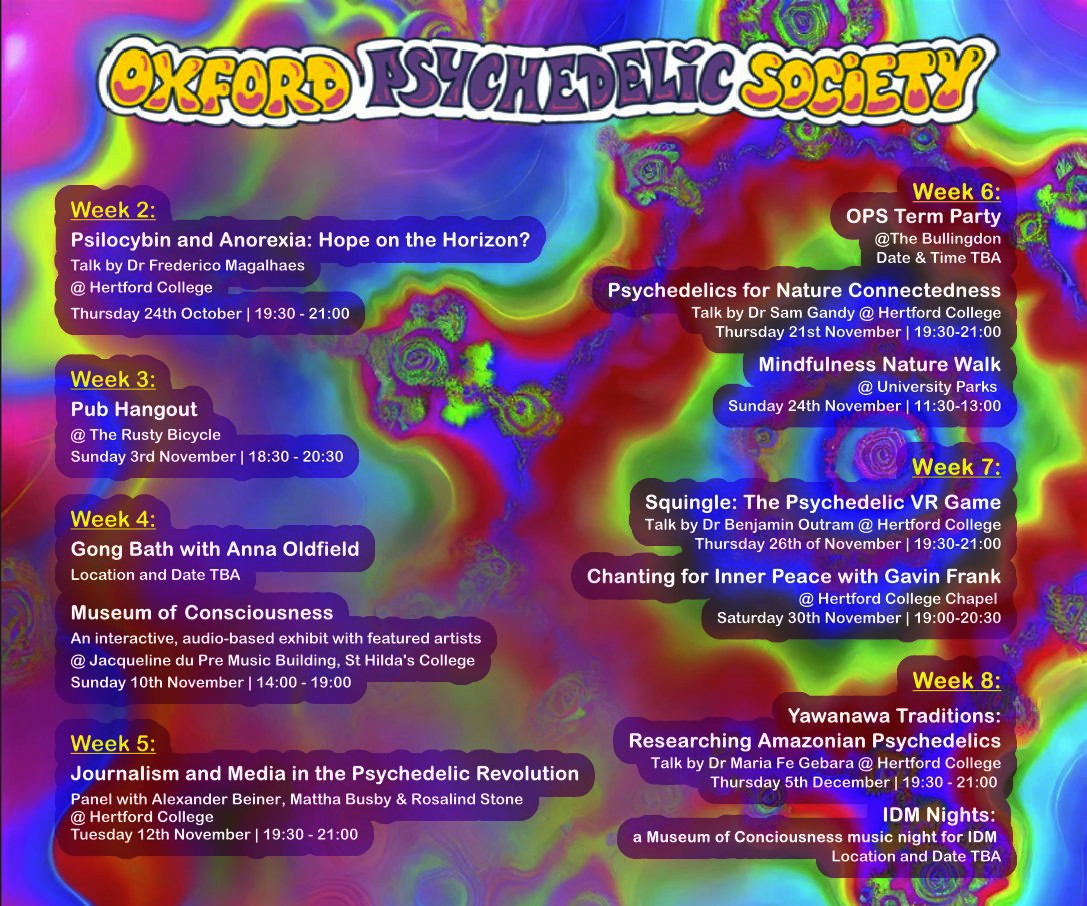 OXFORD PSYCHEDELIC SOCIETY
Week 2:
Psilocybin and Anorexia: Hope on the Horizon?
Talk by Dr Frederico Magalhaes
@ Hertford College
Thursday 24th October | 19:30 - 21:00
Week 3:
Pub Hangout
@ The Rusty Bicycle
Sunday 3rd November | 18:30 - 20:30
Week 4:
Gong Bath with Anna Oldfield
Location and Date TBA
Museum of Consciousness
An interactive, audio-based exhibit with featured artists
@ Jacqueline du Pre Music Building, St Hilda's College
Sunday 10th November | 14:00 - 19:00
Week 5:
Journalism and Media in the Psychedelic Revolution
Panel with Alexander Beiner, Mattha Busby & Rosalind Stone
@ Hertford College
Tuesday 12th November | 19:30 - 21:00
Week 6:
OPS Term Party
@The Bullingdon
Date & Time TBA
Psychedelics for Nature Connectedness
Talk by Dr Sam Gandy @ Hertford College
Thursday 21st November | 19:30-21:00
Mindfulness Nature Walk
@ University Parks
Sunday 24th November | 11:30-13:00
Week 7:
Squingle: The Psychedelic VR Game
Talk by Dr Benjamin Outram @ Hertford College
Thursday 26th of November | 19:30-21:00
Chanting for Inner Peace with Gavin Frank
@ Hertford College Chapel
Saturday 30th November | 19:00-20:30
Week 8:
Yawanawa Traditions:
Researching Amazonian Psychedelics
Talk by Dr Maria Fe Gebara @ Hertford College
Thursday 5th December | 19:30 - 21:00
IDM Nights:
a Museum of Conciousness music night for IDM
Location and Date TBA